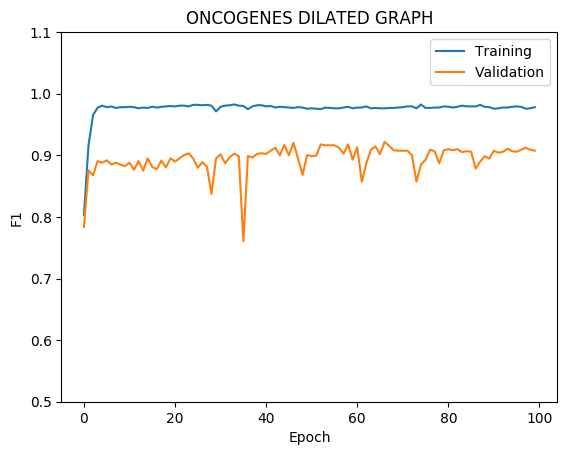 ONCOGENES DILATED GRAPH
1.1
1.0
0.9
0.8
0.7
0.6
0.5
F1
Training
Validation
0
20
40
60
80
100
Epoch